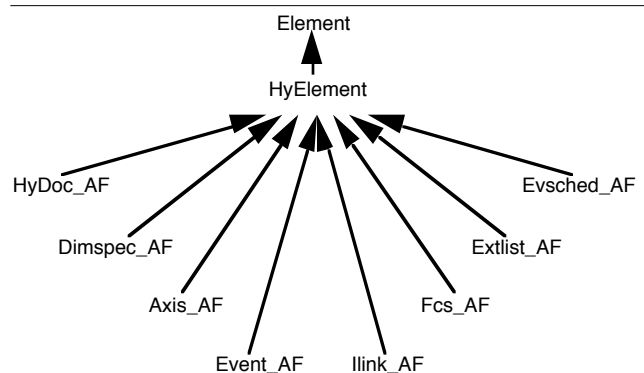 Element
HyElement
HyDoc_AF
Evsched_AF
Dimspec_AF
Extlist_AF
Axis_AF
Fcs_AF
Event_AF
Ilink_AF